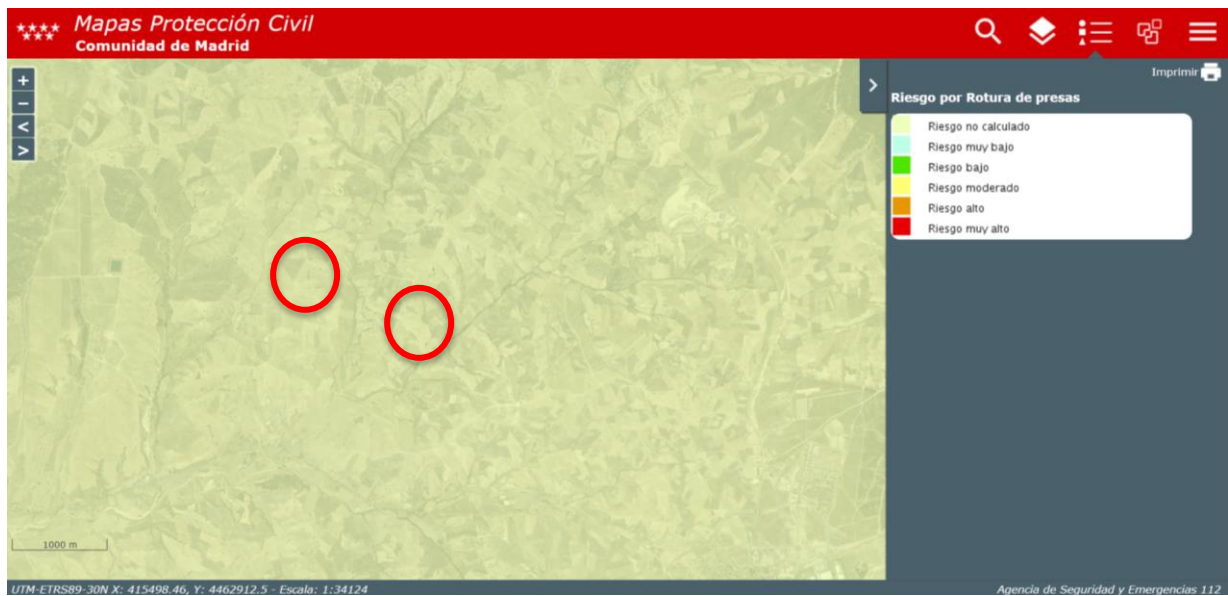 Mapas Protección Civil
Comunidad de Madrid
Imprimir
+
−
<
>
>
Riesgo por Rotura de presas
Riesgo no calculado
Riesgo muy bajo
Riesgo bajo
Riesgo moderado
Riesgo alto
Riesgo muy alto
1000 m
UTM-ETRS89-30N X: 415498.46, Y: 4462912.5 - Escala: 1:34124
Agencia de Seguridad y Emergencias 112